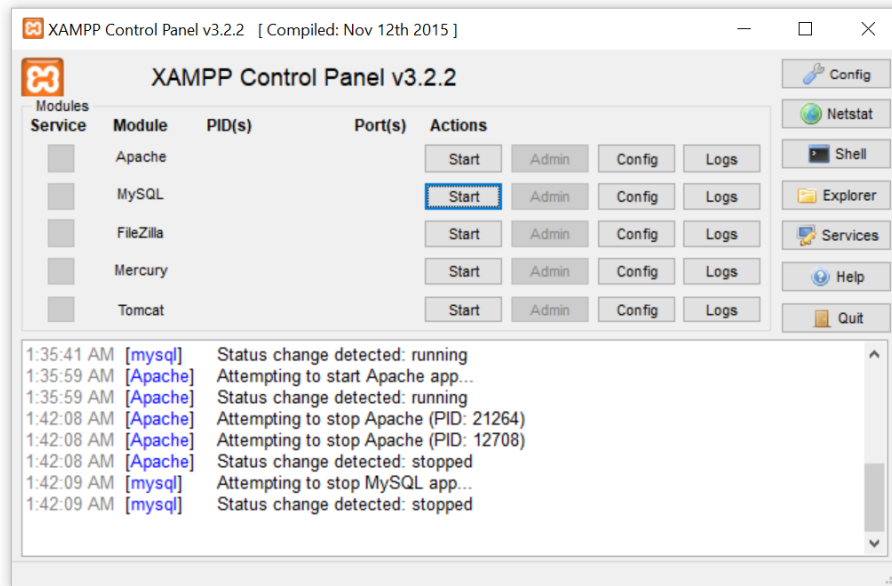 XAMPP Control Panel v3.2.2 [ Compiled: Nov 12th 2015 ]
XAMPP Control Panel v3.2.2
Config
Modules
Service Module PID(s) Port(s) Actions
Netstat
Apache Start Admin Config Logs
Shell
MySQL Start Admin Config Logs
Explorer
FileZilla Start Admin Config Logs
Services
Mercury Start Admin Config Logs
Help
Tomcat Start Admin Config Logs
Quit
1:35:41 AM [mysql] Status change detected: running
1:35:59 AM [Apache] Attempting to start Apache app...
1:35:59 AM [Apache] Status change detected: running
1:42:08 AM [Apache] Attempting to stop Apache (PID: 21264)
1:42:08 AM [Apache] Attempting to stop Apache (PID: 12708)
1:42:08 AM [Apache] Status change detected: stopped
1:42:09 AM [mysql] Attempting to stop MySQL app...
1:42:09 AM [mysql] Status change detected: stopped